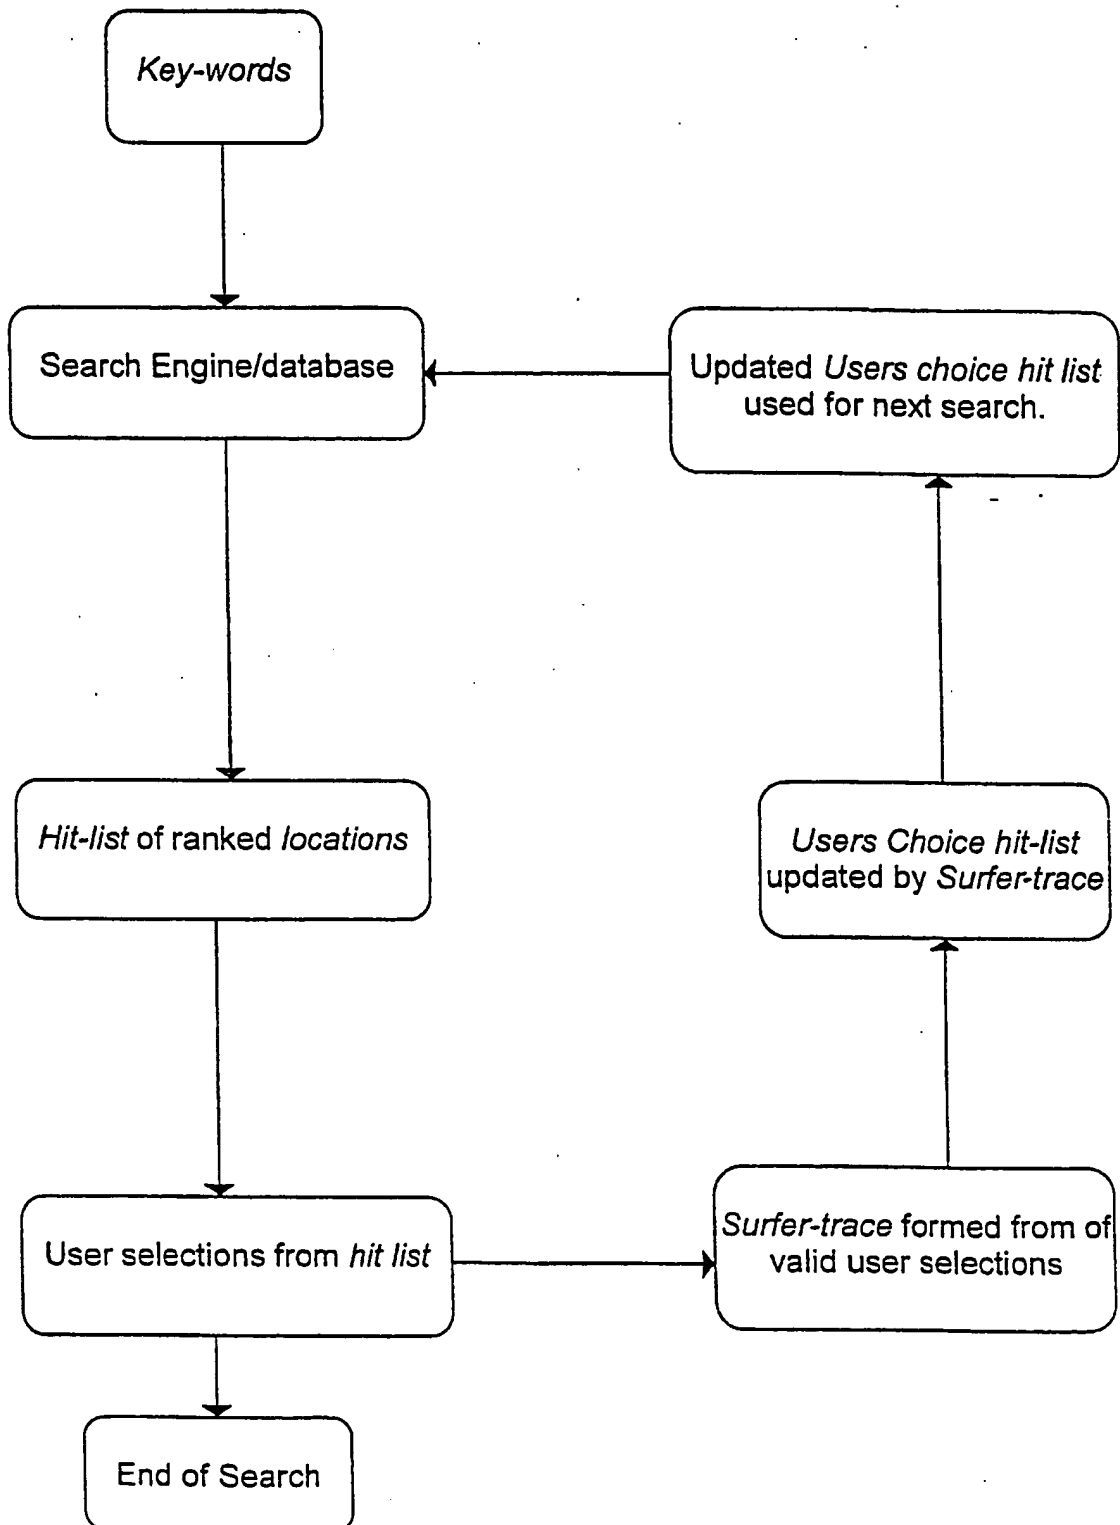 Key-words
Search Engine/database
Updated Users choice hit list
used for next search.
Hit-list of ranked locations
Users Choice hit-list
updated by Surfer-trace
User selections from hit list
Surfer-trace formed from of
valid user selections
End of Search